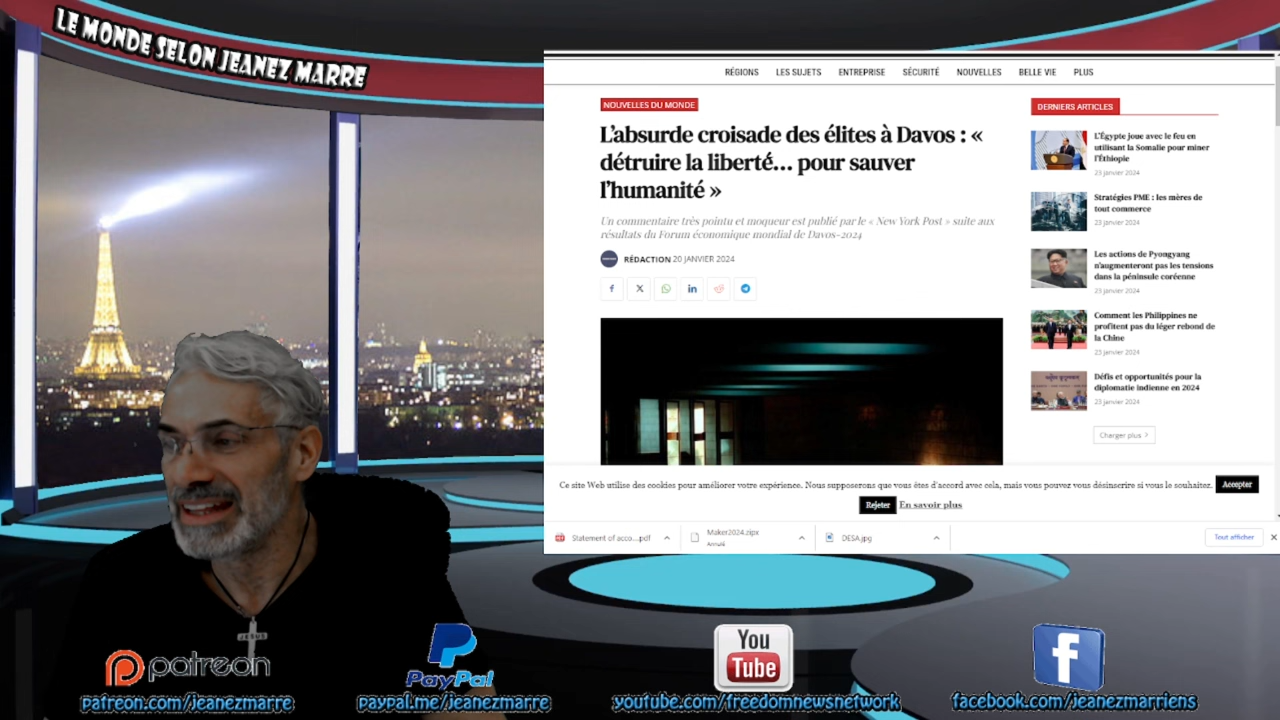 LE MONDE SELON JEANEZ MARRE
RÉGIONS LES SUJETS ENTREPRISE SÉCURITÉ NOUVELLES BELLE VIE PLUS
NOUVELLES DU MONDE
L'absurde croisade des élites à Davos : «
détruire la liberté... pour sauver
l'humanité »
Un commentaire très pointu et moqueur est publié par le « New York Post » suite aux
résultats du Forum économique mondial de Davos-2024
RÉDACTION 20 JANVIER 2024
DERNIERS ARTICLES
L'Égypte joue avec le feu en
utilisant la Somalie pour miner
l'Éthiopie
23 janvier 2024
Stratégies PME : les mères de
tout commerce
23 janvier 2024
Les actions de Pyongyang
n'augmenteront pas les tensions
dans la péninsule coréenne
23 janvier 2024
Comment les Philippines ne
profitent pas du léger rebond de
la Chine
23 janvier 2024
Défis et opportunités pour la
diplomatie indienne en 2024
23 janvier 2024
Charger plus
Ce site Web utilise des cookies pour améliorer votre expérience. Nous supposerons que vous êtes d'accord avec cela, mais vous pouvez vous désinscrire si vous le souhaitez. Accepter
Rejeter En savoir plus
Statement of acco....pdf
Maker2024.zipx
Annulé
DESA.jpg
Tout afficher
JESUS
patreon
PayPal
You
Tube
patreon.com/jeanezmarre
paypal.me/jeanezmarre
youtube.com/freedomnewsnetwork
facebook.com/jeanezmarriens